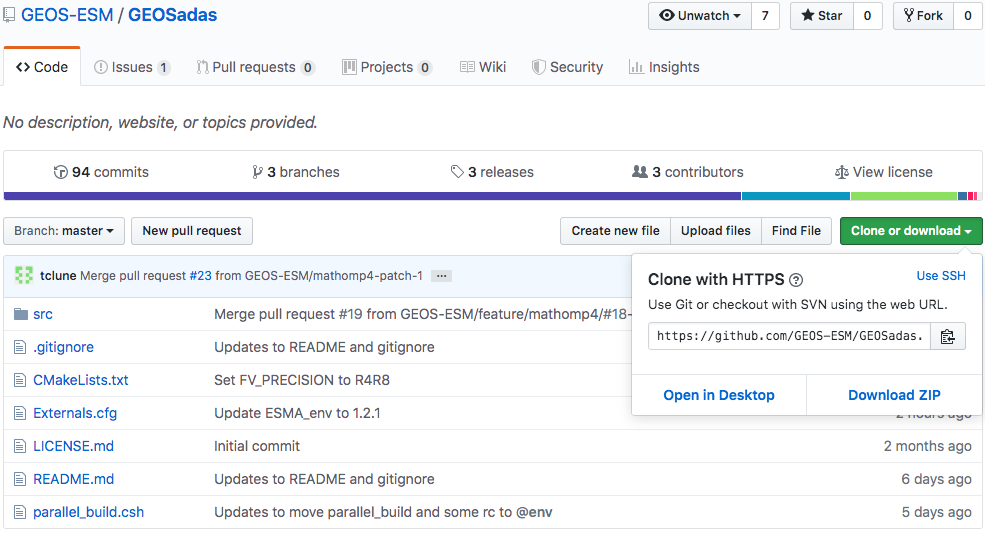 GEOS-ESM / GEOSadas
Unwatch 7 Star 0 Fork 0
Code Issues 1 Pull requests 0 Projects 0 Wiki Security Insights
No description, website, or topics provided.
94 commits 3 branches 3 releases 3 contributors View license
Branch: master New pull request Create new file Upload files Find File Clone or download
tclune Merge pull request #23 from GEOS-ESM/mathomp4-patch-1 ...
Clone with HTTPS ? Use SSH
Use Git or checkout with SVN using the web URL.
https://github.com/GEOS-ESM/GEOSadas.
Open in Desktop Download ZIP
src Merge pull request #19 from GEOS-ESM/feature/mathomp4/#18-
.gitignore Updates to README and gitignore
CMakeLists.txt Set FV_PRECISION to R4R8
Externals.cfg Update ESMA_env to 1.2.1 2 hours ago
LICENSE.md Initial commit 2 months ago
README.md Updates to README and gitignore 6 days ago
parallel_build.csh Updates to move parallel_build and some rc to @env 5 days ago